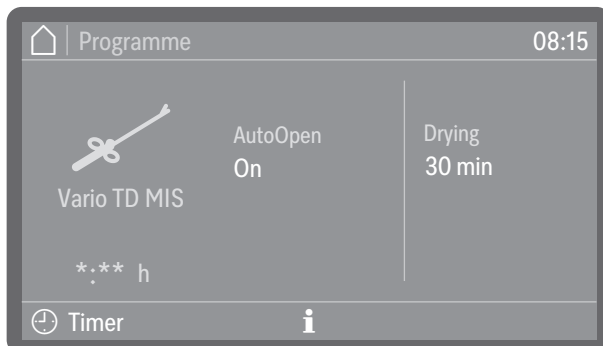 Programme 08:15
AutoOpen
On
Drying
30 min
Vario TD MIS
*:** h
Timer i